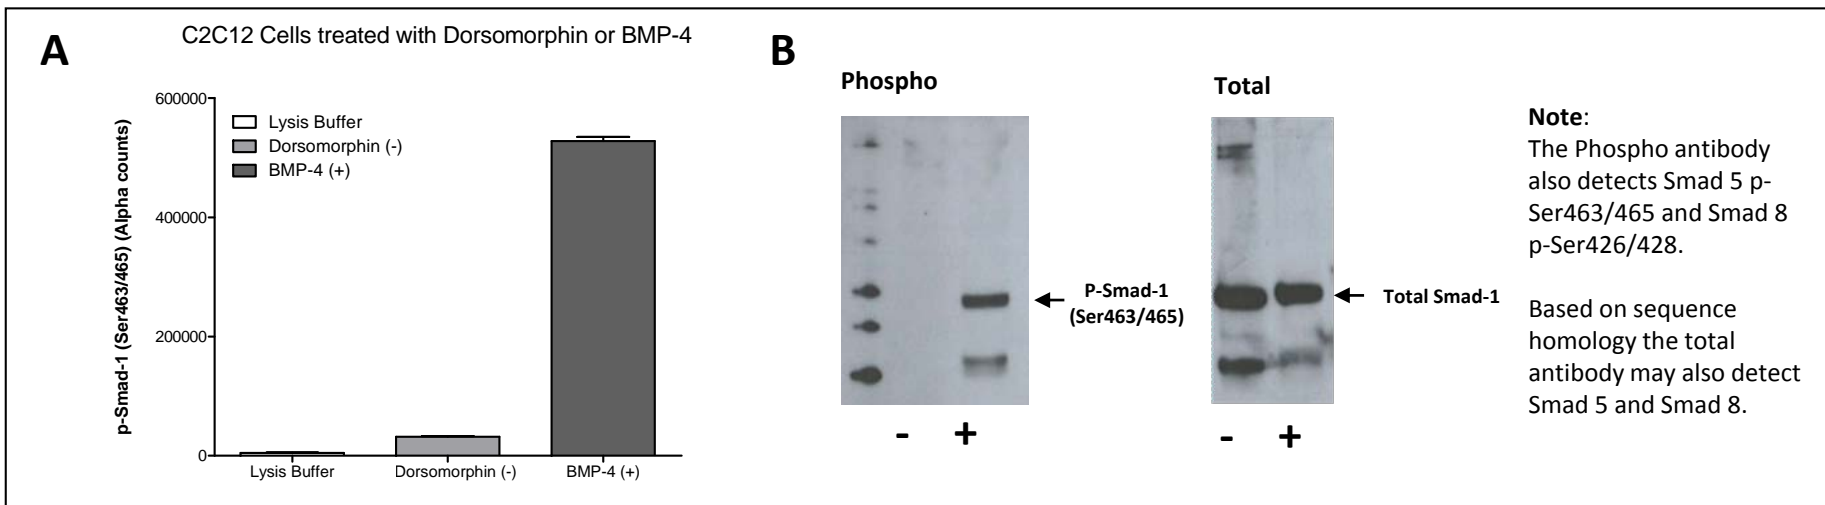 A
C2C12 Cells treated with Dorsomorphin or BMP-4
p-Smad-1 (Ser463/465) (Alpha counts)
600000
400000
200000
0
Lysis Buffer
Dorsomorphin (-)
BMP-4 (+)
Lysis Buffer
Dorsomorphin (-)
BMP-4 (+)
B
Phospho
P-Smad-1
(Ser463/465)
- +
Total
Total Smad-1
- +
Note:
The Phospho antibody
also detects Smad 5 p-
Ser463/465 and Smad 8
p-Ser426/428.
Based on sequence
homology the total
antibody may also detect
Smad 5 and Smad 8.